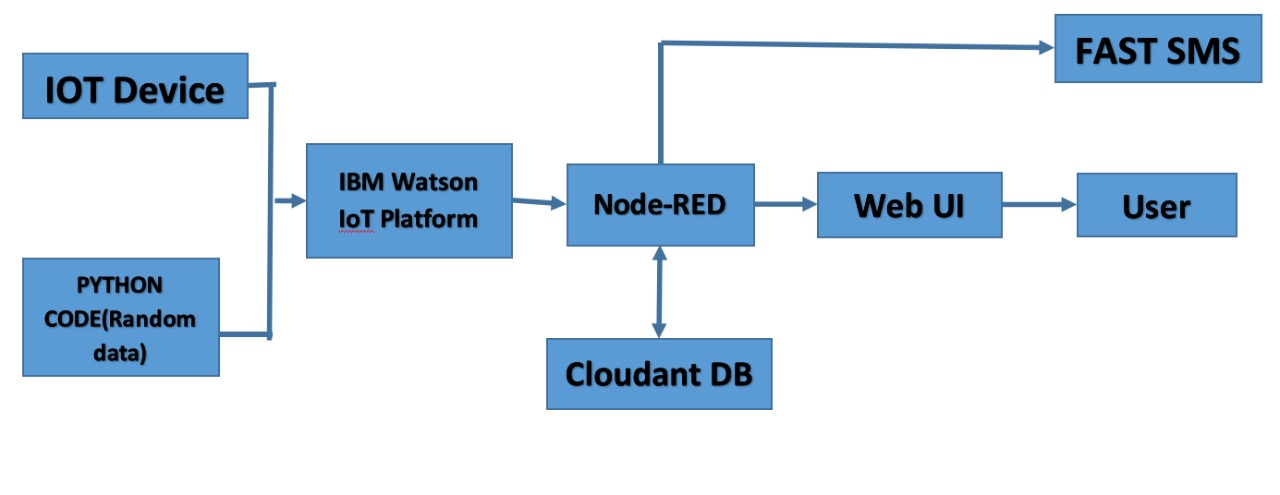 FAST SMS
IOT Device
IBM Watson
IoT Platform
Node-RED
Web UI
User
PYTHON
CODE(Random
data)
Cloudant DB